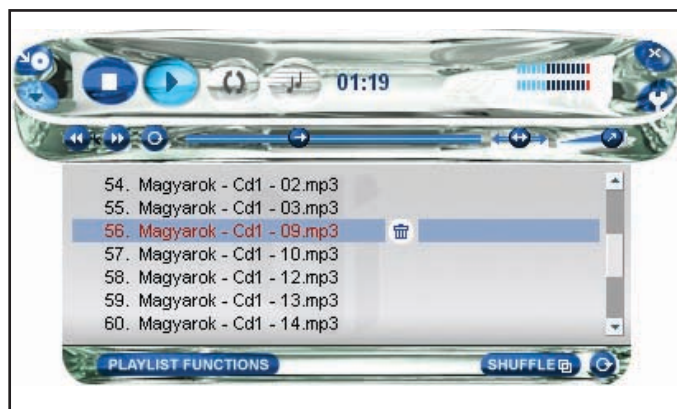 01:19
54. Magyarok - Cd1 - 02.mp3
55. Magyarok - Cd1 - 03.mp3
56. Magyarok - Cd1 - 09.mp3
57. Magyarok - Cd1 - 10.mp3
58. Magyarok - Cd1 - 12.mp3
59. Magyarok - Cd1 - 13.mp3
60. Magyarok - Cd1 - 14.mp3
PLAYLIST FUNCTIONS SHUFFLE